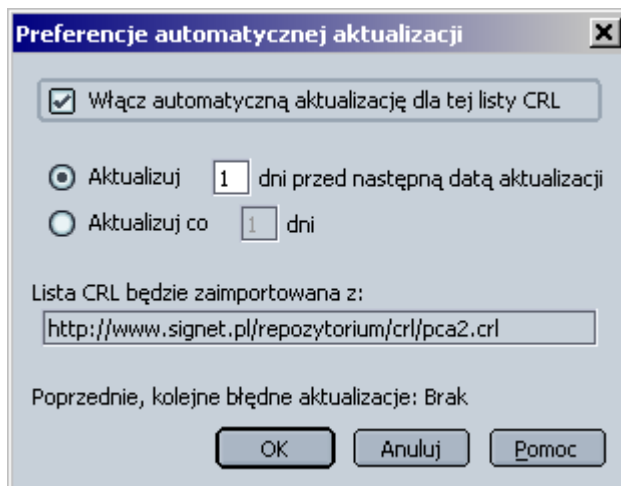 Preferencje automatycznej aktualizacji
Włącz automatyczną aktualizację dla tej listy CRL
Aktualizuj 1 dni przed następną datą aktualizacji
Aktualizuj co 1 dni
Lista CRL będzie zaimportowana z:
http://www.signet.pl/repozytorium/crl/pca2.crl
Poprzednie, kolejne błędne aktualizacje: Brak
OK Anuluj Pomoc